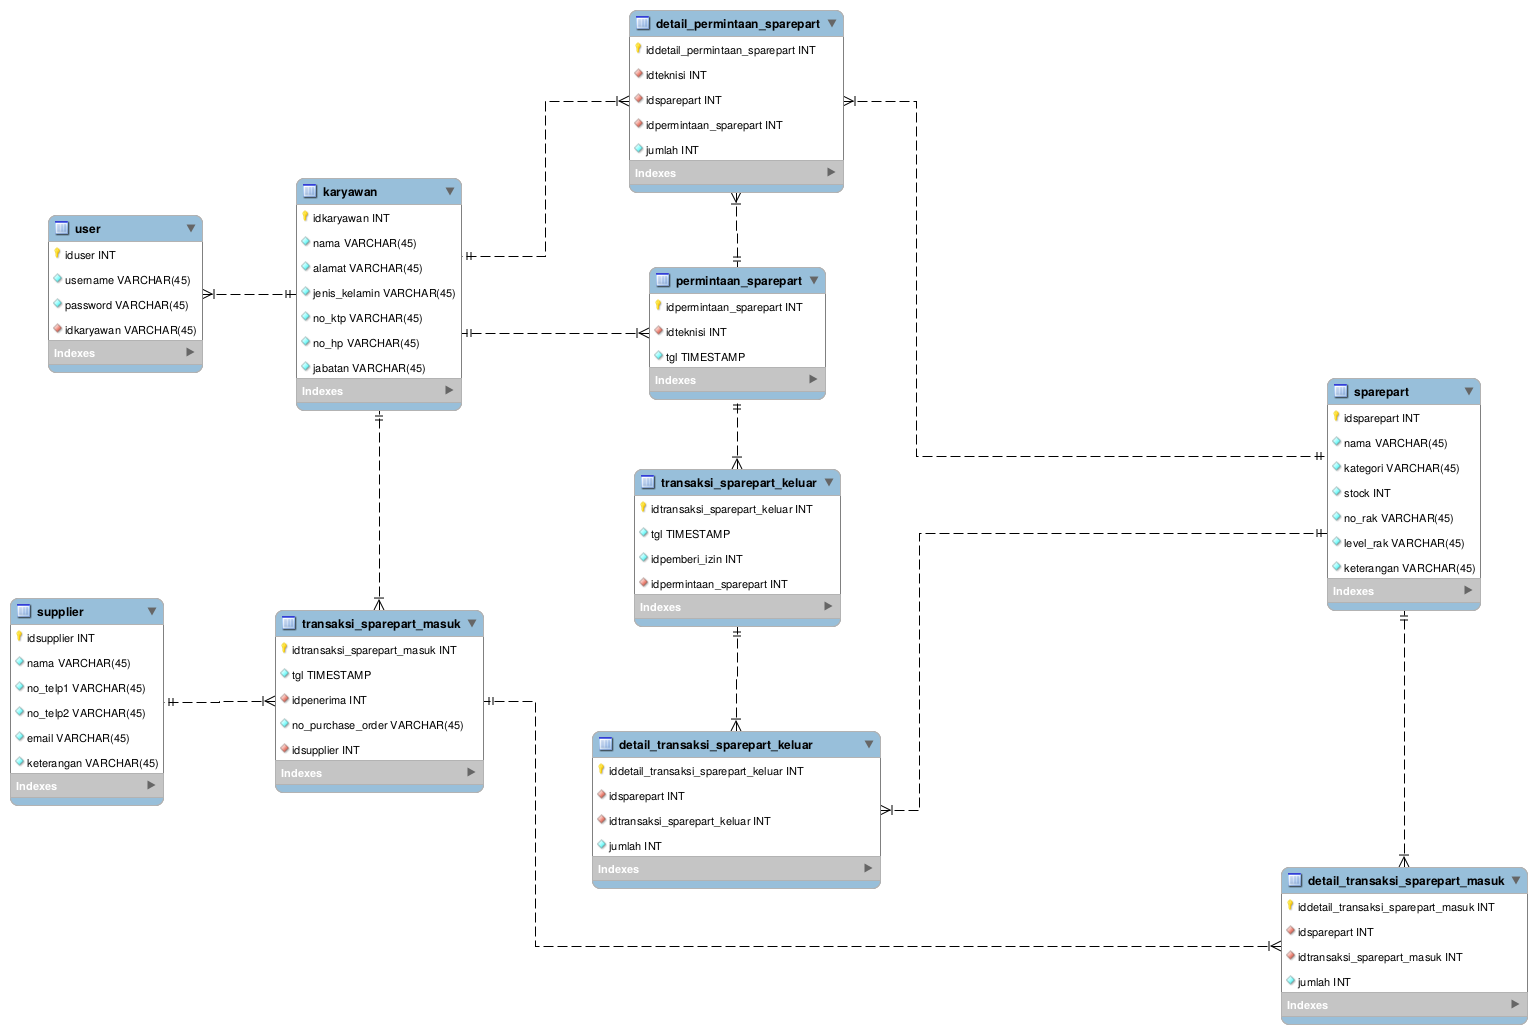 detail_permintaan_sparepart
iddetail_permintaan_sparepart INT
idteknisi INT
idsparepart INT
idpermintaan_sparepart INT
jumlah INT
Indexes
karyawan
idkaryawan INT
nama VARCHAR(45)
alamat VARCHAR(45)
jenis_kelamin VARCHAR(45)
no_ktp VARCHAR(45)
no_hp VARCHAR(45)
jabatan VARCHAR(45)
Indexes
user
iduser INT
username VARCHAR(45)
password VARCHAR(45)
idkaryawan VARCHAR(45)
Indexes
permintaan_sparepart
idpermintaan_sparepart INT
idteknisi INT
tgl TIMESTAMP
Indexes
sparepart
idsparepart INT
nama VARCHAR(45)
kategori VARCHAR(45)
stock INT
no_rak VARCHAR(45)
level_rak VARCHAR(45)
keterangan VARCHAR(45)
Indexes
transaksi_sparepart_keluar
idtransaksi_sparepart_keluar INT
tgl TIMESTAMP
idpemberi_izin INT
idpermintaan_sparepart INT
Indexes
supplier
idsupplier INT
nama VARCHAR(45)
no_telp1 VARCHAR(45)
no_telp2 VARCHAR(45)
email VARCHAR(45)
keterangan VARCHAR(45)
Indexes
transaksi_sparepart_masuk
idtransaksi_sparepart_masuk INT
tgl TIMESTAMP
idpenerima INT
no_purchase_order VARCHAR(45)
idsupplier INT
Indexes
detail_transaksi_sparepart_keluar
iddetail_transaksi_sparepart_keluar INT
idsparepart INT
idtransaksi_sparepart_keluar INT
jumlah INT
Indexes
detail_transaksi_sparepart_masuk
iddetail_transaksi_sparepart_masuk INT
idsparepart INT
idtransaksi_sparepart_masuk INT
jumlah INT
Indexes